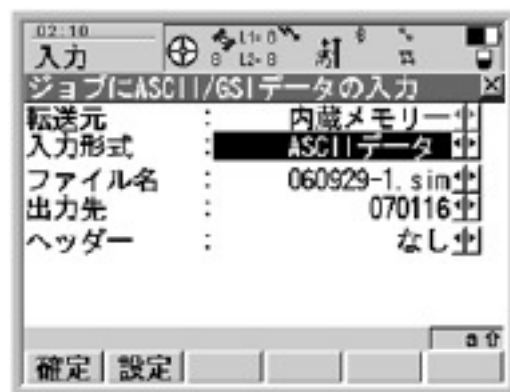 02:10
入力
L1= 8
8 L2= 8
8
ジョブにASCII/GSIデータの入力
転送元 : 内蔵メモリー
入力形式 : ASCIIデータ
ファイル名 : 060929-1.sim
出力先 : 070116
ヘッダー : なし
a
確定 設定